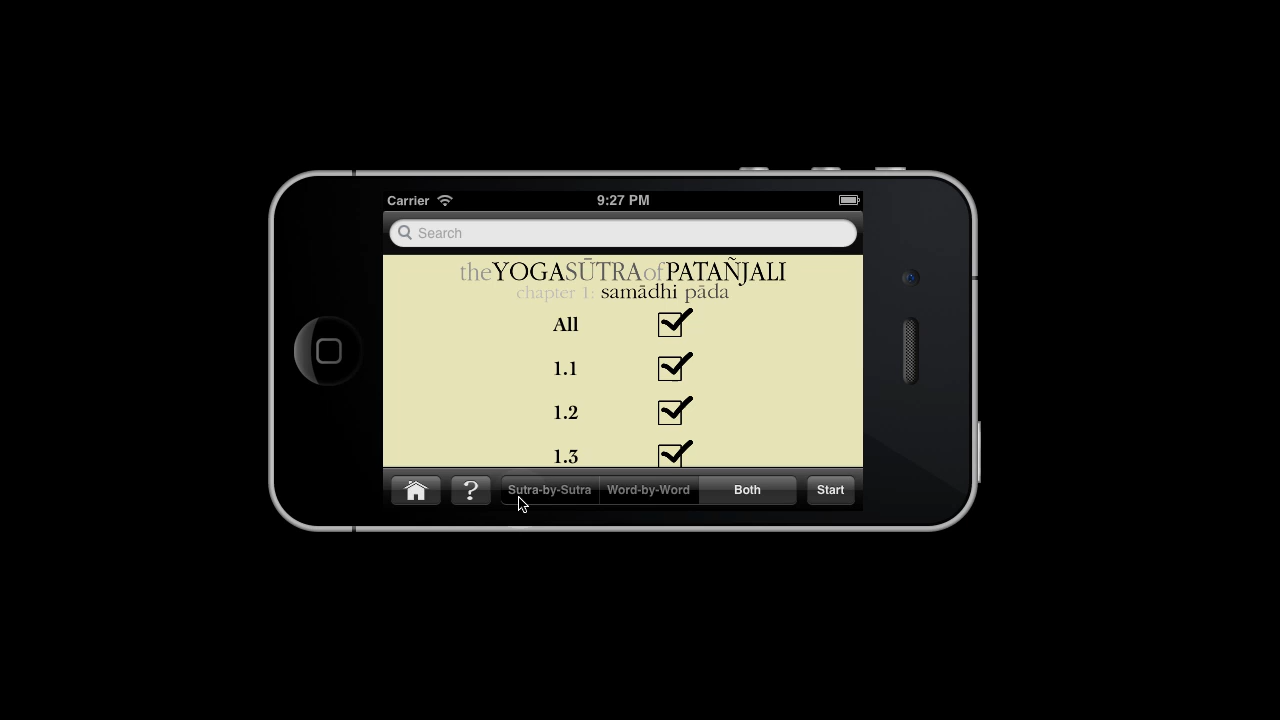 Carrier 9:27 PM
Search
theYOGASŪTRAofPATAÑJALI
chapter 1: samādhi pāda
All
1.1
1.2
1.3
? Sutra-by-Sutra Word-by-Word Both Start